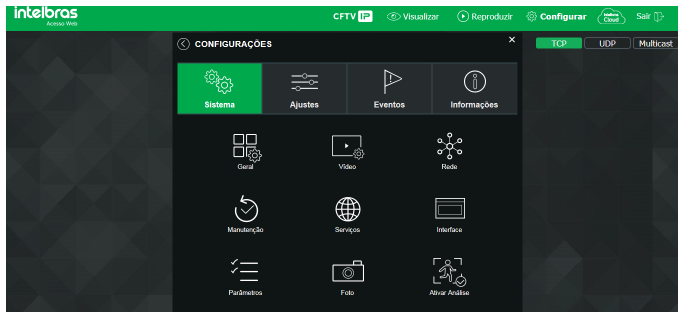 intelbras
Acesso Web
CFTV IP Visualizar Reproduzir Configurar intelbras Cloud Sair
CONFIGURAÇÕES ×
TCP UDP Multicast
Sistema Ajustes Eventos Informações
Geral Vídeo Rede
Manutenção Serviços Interface
Parâmetros Foto Ativar Análise